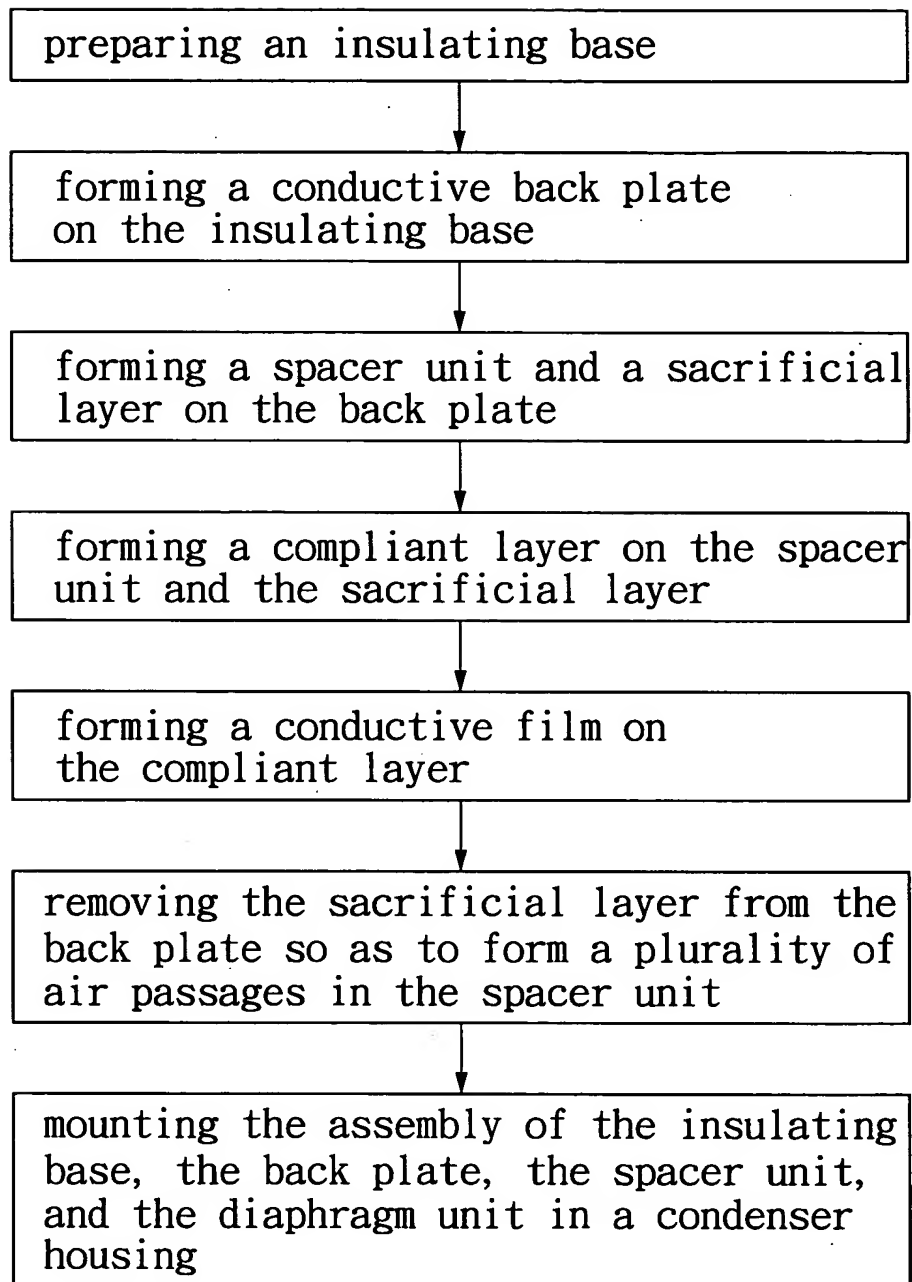 preparing an insulating base
forming a conductive back plate
on the insulating base
forming a spacer unit and a sacrificial
layer on the back plate
forming a compliant layer on the spacer
unit and the sacrificial layer
forming a conductive film on
the compliant layer
removing the sacrificial layer from the
back plate so as to form a plurality of
air passages in the spacer unit
mounting the assembly of the insulating
base, the back plate, the spacer unit,
and the diaphragm unit in a condenser
housing